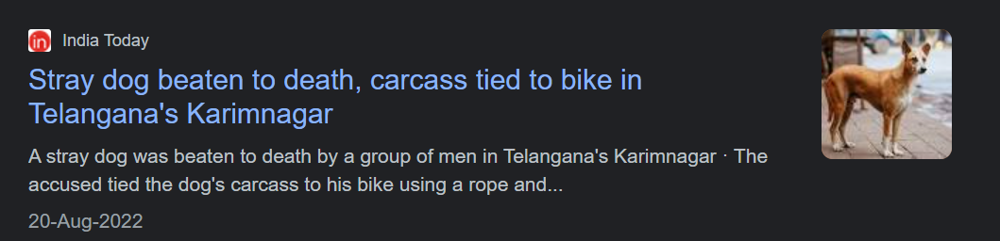 in India Today
Stray dog beaten to death, carcass tied to bike in
Telangana's Karimnagar
A stray dog was beaten to death by a group of men in Telangana's Karimnagar · The
accused tied the dog's carcass to his bike using a rope and...
20-Aug-2022